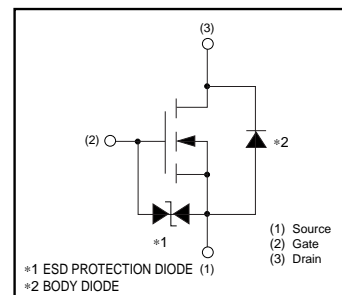 (3)
(2)
∗2
∗1
(1) Source
(2) Gate
(3) Drain
∗1 ESD PROTECTION DIODE (1)
∗2 BODY DIODE